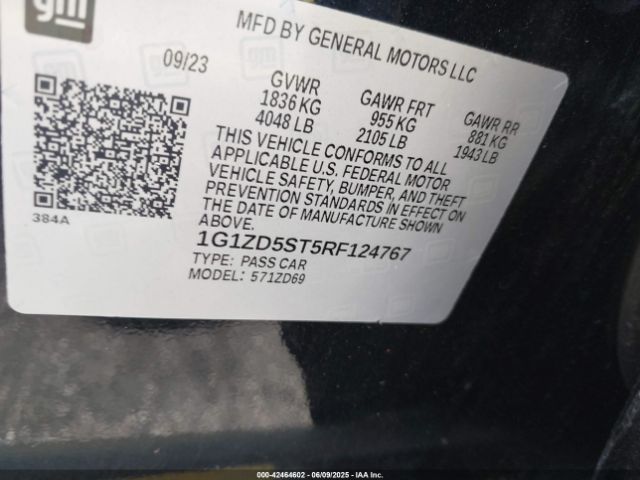 gm
MFD BY GENERAL MOTORS LLC
09/23
GVWR
1836 KG
4048 LB
GAWR FRT
955 KG
2105 LB
GAWR RR
881 KG
1943 LB
THIS VEHICLE CONFORMS TO ALL
APPLICABLE U.S. FEDERAL MOTOR
VEHICLE SAFETY, BUMPER, AND THEFT
PREVENTION STANDARDS IN EFFECT ON
THE DATE OF MANUFACTURE SHOWN
ABOVE.
384A
1G1ZD5ST5RF124767
TYPE: PASS CAR
MODEL: 571ZD69
000-42464602 - 06/09/2025 - IAAI Inc.